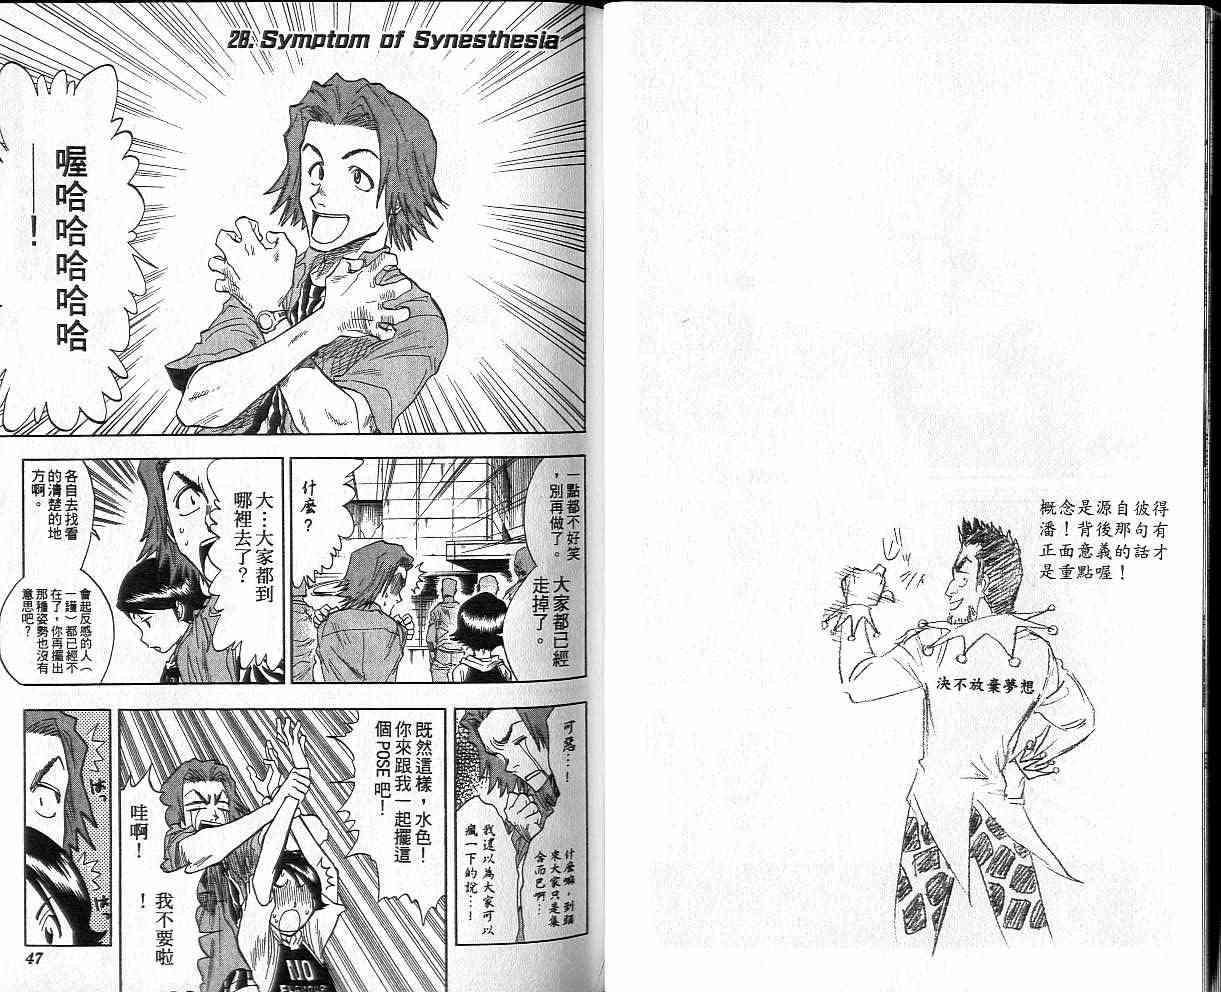 概念是源自彼得
潘！背後那句有
正面意義的話才
是重點喔！
決不放棄夢想
28. Symptom of Synesthesia
喔哈哈哈哈哈
——！
一點都不好笑
，別再做了。
大家都已經
走掉了。
什麼？
大…大家都到
哪裡去了？
各自去找看
的清楚的地
方啊。
會起反感的人（
一護）都已經不
在了，你再擺出
那種姿勢也沒有
意思吧？
可惡…！
什麼嘛，到頭
來大家只是集
合而已啊…
我還以為大家可以
瘋一下的說…！
既然這樣，水色！
你來跟我一起擺這
個POSE吧！
哇啊！
我不要啦
！
NO
はっ
は
47